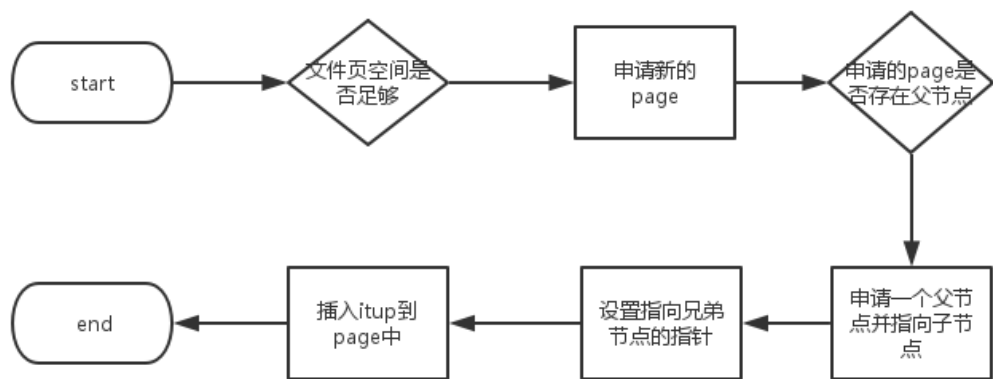 start
文件页空间是
否足够
申请新的
page
申请的page是
否存在父节点
申请一个父节
点并指向子节
点
设置指向兄弟
节点的指针
插入itup到
page中
end